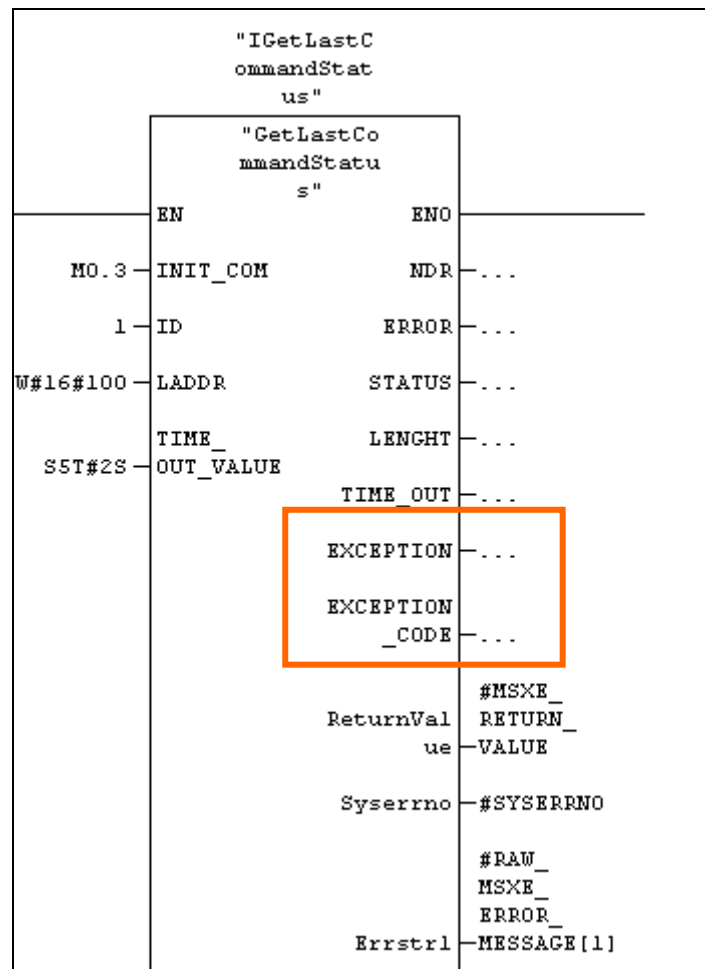 "IGetLastC
ommandStat
us"
"GetLastCo
mmandStatu
s"
EN ENO
M0.3 INIT_COM NDR ...
1 ID ERROR ...
W#16#100 LADDR STATUS ...
TIME_ LENGHT ...
S5T#2S OUT_VALUE
TIME_OUT ...
EXCEPTION ...
EXCEPTION
_CODE ...
#MSXE_
ReturnVal RETURN_
ue VALUE
Syserrno #SYSERRNO
#RAW_
MSXE_
ERROR_
Errstr1 MESSAGE[1]